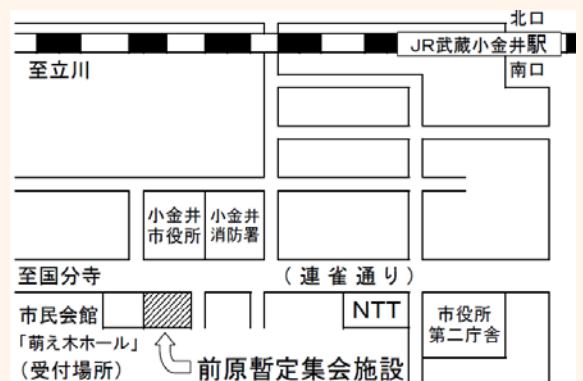 北口
JR武蔵小金井駅
至立川
南口
小金井
市役所
小金井
消防署
至国分寺
(連雀通り)
市民会館
NTT
市役所
第二庁舎
「萌え木ホール」
(受付場所)
前原暫定集会施設